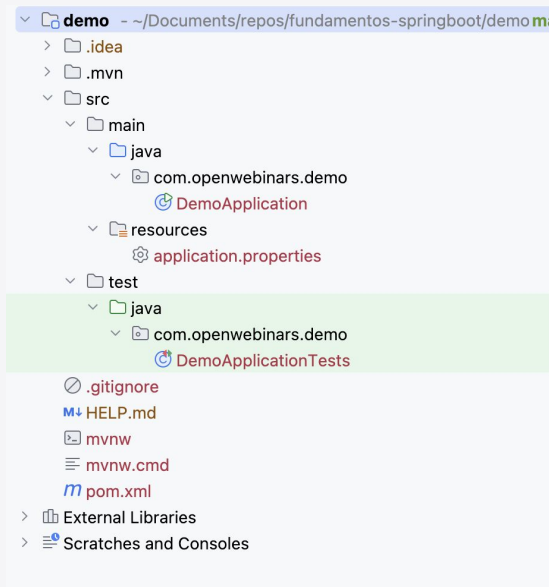 demo - ~/Documents/repos/fundamentos-springboot/demo
.idea
.mvn
src
main
java
com.openwebinars.demo
DemoApplication
resources
application.properties
test
java
com.openwebinars.demo
DemoApplicationTests
.gitignore
M↓ HELP.md
mvnw
mvnw.cmd
m pom.xml
External Libraries
Scratches and Consoles